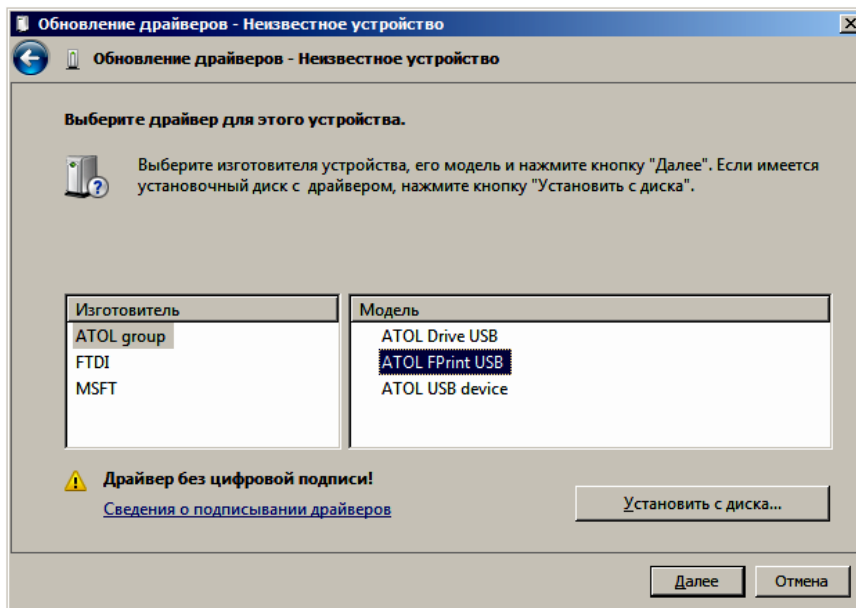 Обновление драйверов - Неизвестное устройство
Обновление драйверов - Неизвестное устройство
Выберите драйвер для этого устройства.
Выберите изготовителя устройства, его модель и нажмите кнопку "Далее". Если имеется
установочный диск с драйвером, нажмите кнопку "Установить с диска".
Изготовитель
ATOL group
FTDI
MSFT
Модель
ATOL Drive USB
ATOL FPrint USB
ATOL USB device
Драйвер без цифровой подписи!
Сведения о подписывании драйверов
Установить с диска...
Далее
Отмена